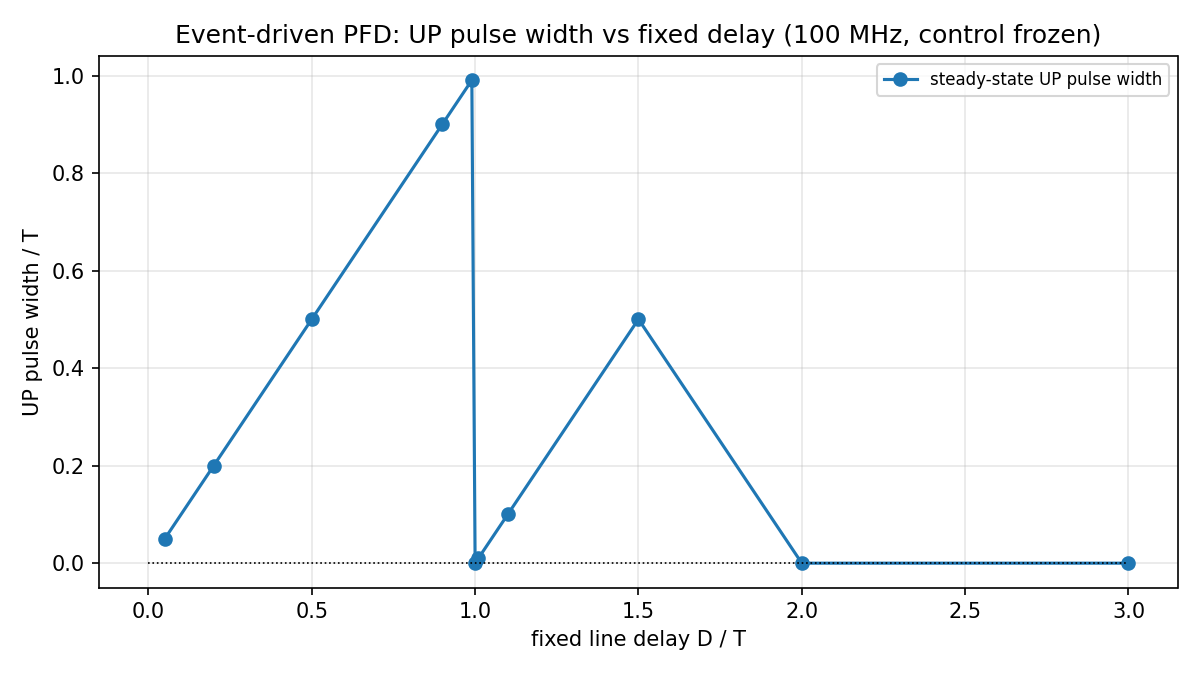 Event-driven PFD: UP pulse width vs fixed delay (100 MHz, control frozen)
steady-state UP pulse width
UP pulse width / T
1.0
0.8
0.6
0.4
0.2
0.0
0.0 0.5 1.0 1.5 2.0 2.5 3.0
fixed line delay D / T